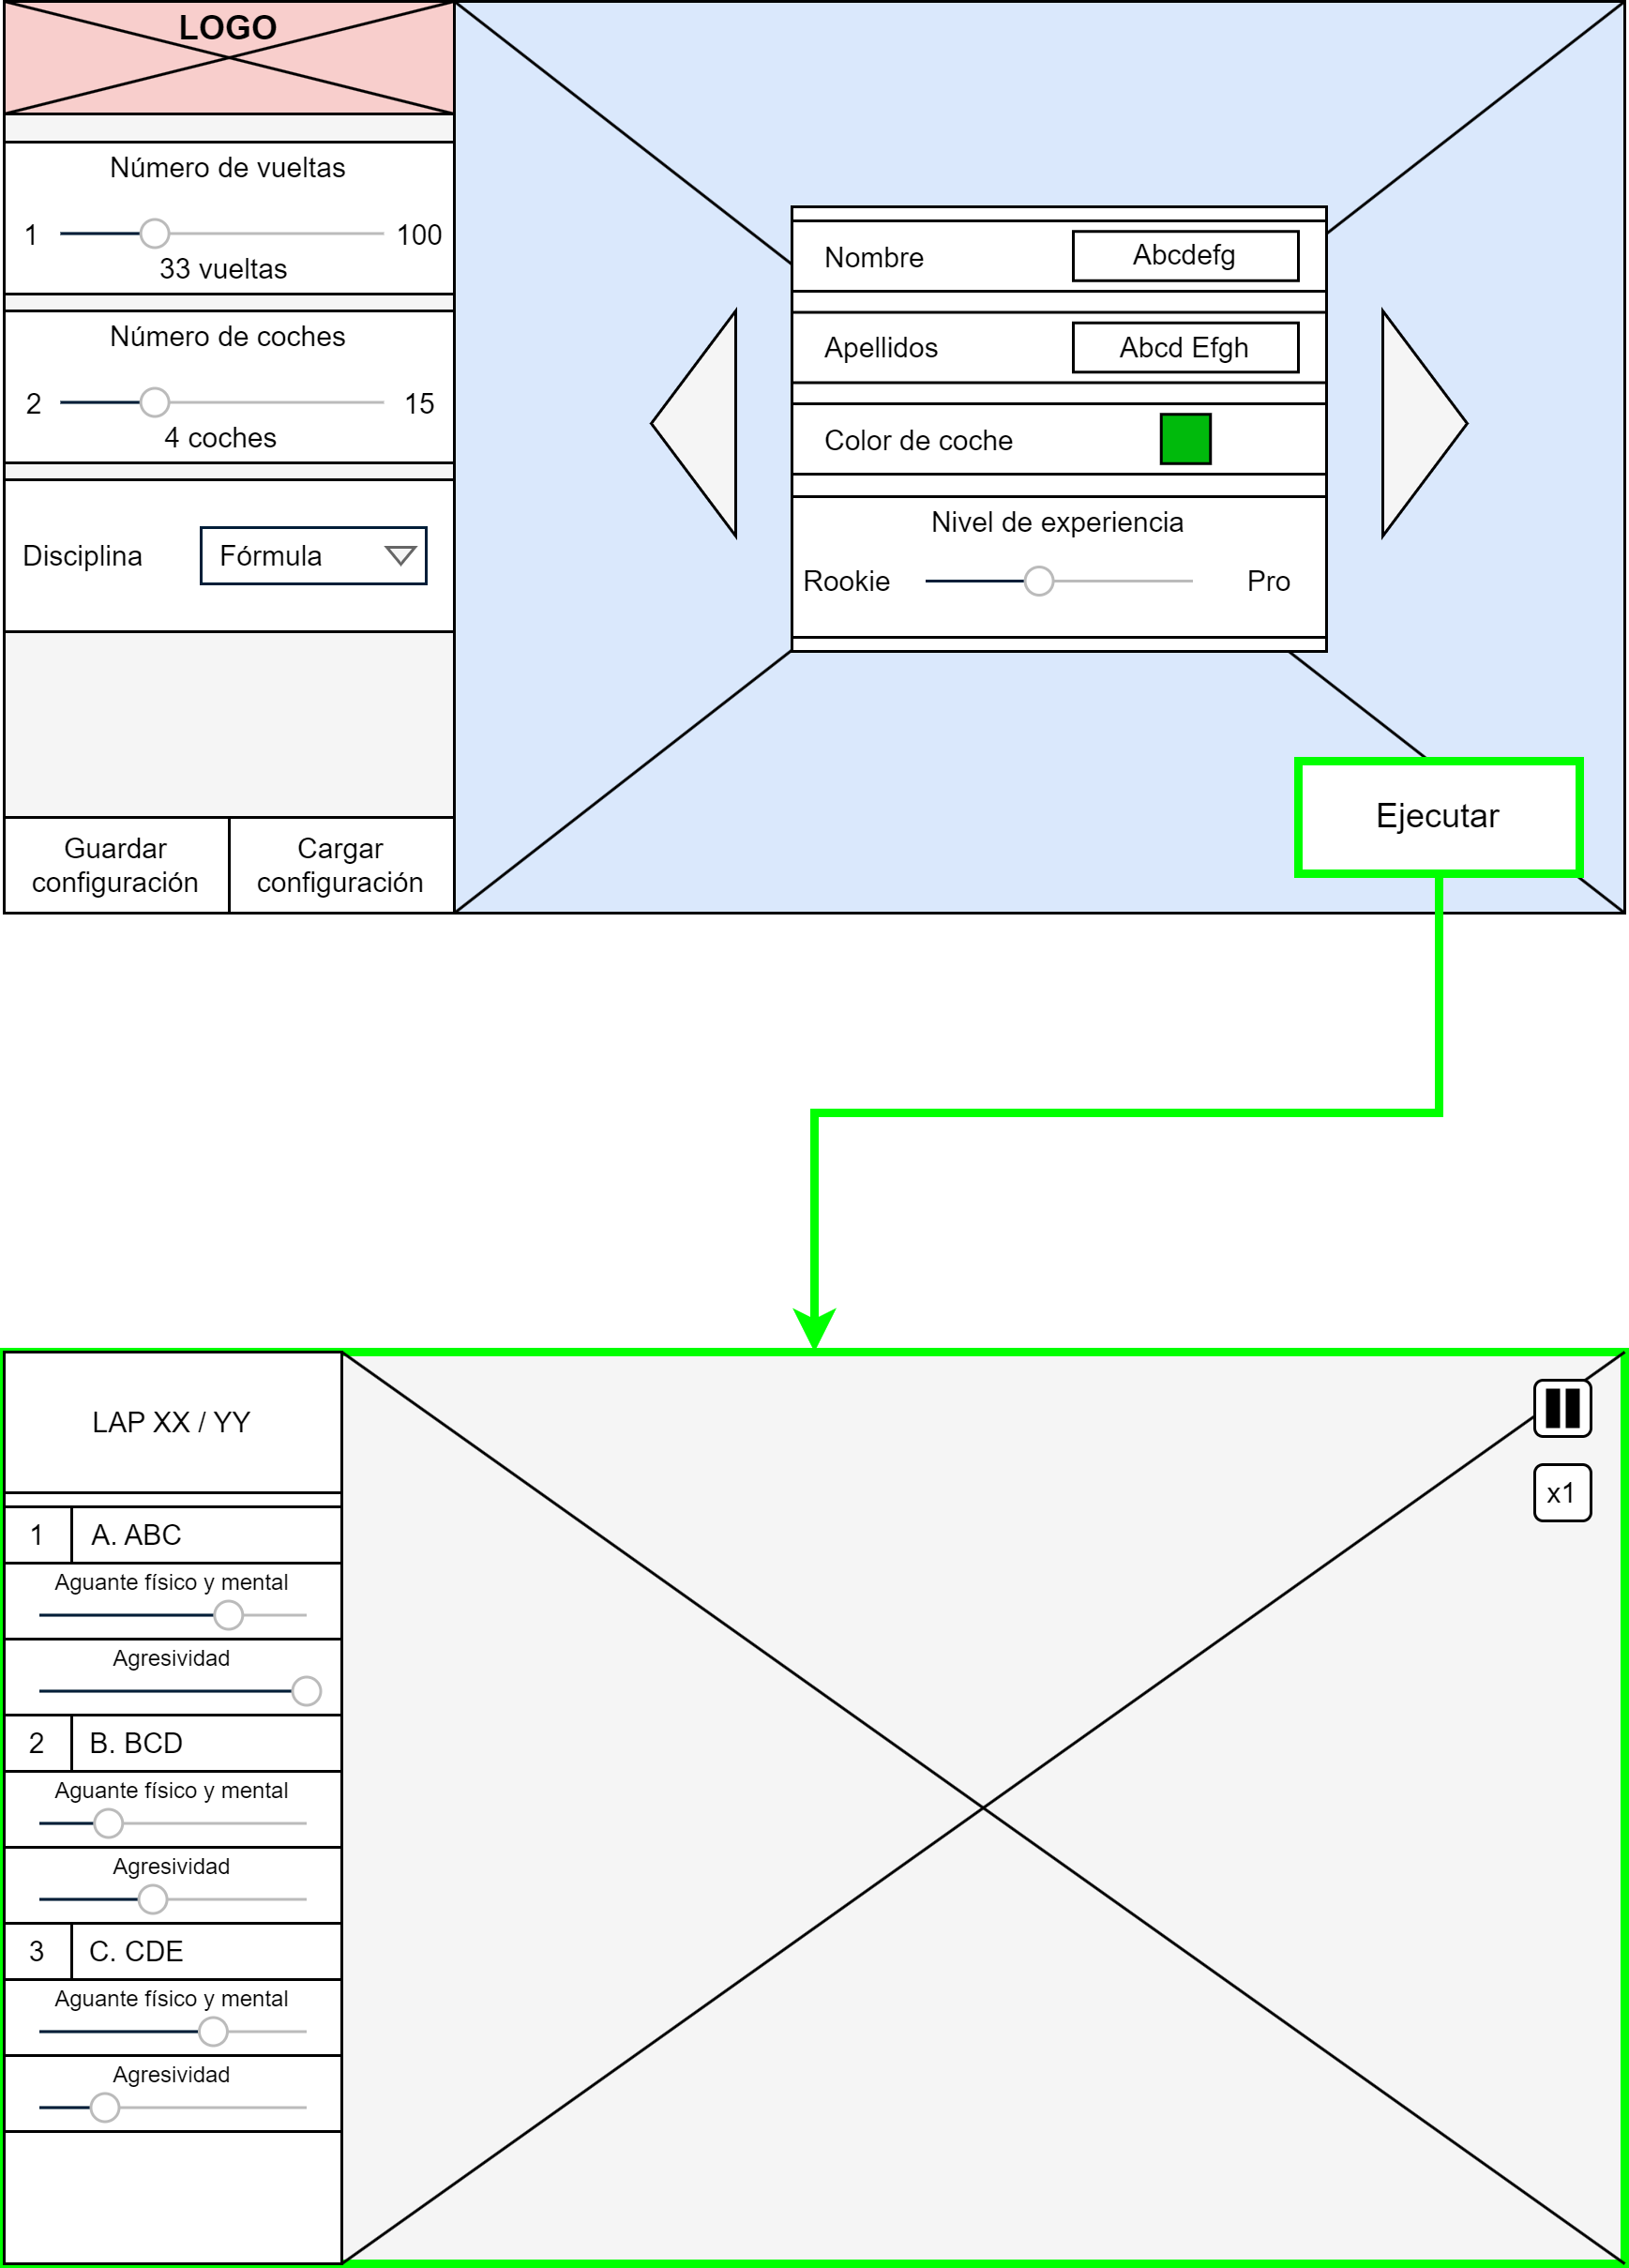 LOGO
Número de vueltas
1 100
33 vueltas
Número de coches
2 15
4 coches
Disciplina Fórmula
Guardar
configuración
Cargar
configuración
Nombre Abcdefg
Apellidos Abcd Efgh
Color de coche
Nivel de experiencia
Rookie Pro
Ejecutar
LAP XX / YY
1 A. ABC
Aguante físico y mental
Agresividad
2 B. BCD
Aguante físico y mental
Agresividad
3 C. CDE
Aguante físico y mental
Agresividad
x1